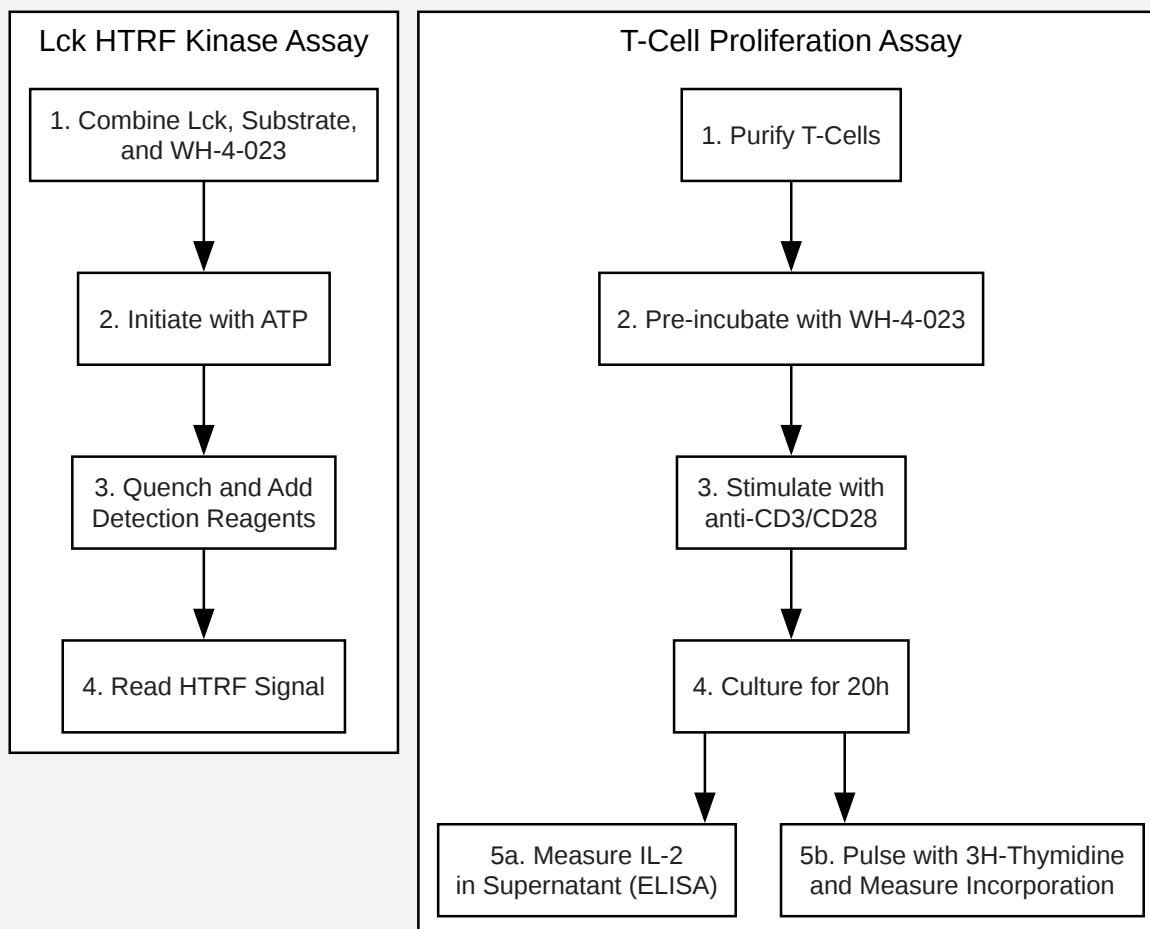 Lck HTRF Kinase Assay
1. Combine Lck, Substrate,
and WH-4-023
2. Initiate with ATP
3. Quench and Add
Detection Reagents
4. Read HTRF Signal
T-Cell Proliferation Assay
1. Purify T-Cells
2. Pre-incubate with WH-4-023
3. Stimulate with
anti-CD3/CD28
4. Culture for 20h
5a. Measure IL-2
in Supernatant (ELISA)
5b. Pulse with 3H-Thymidine
and Measure Incorporation